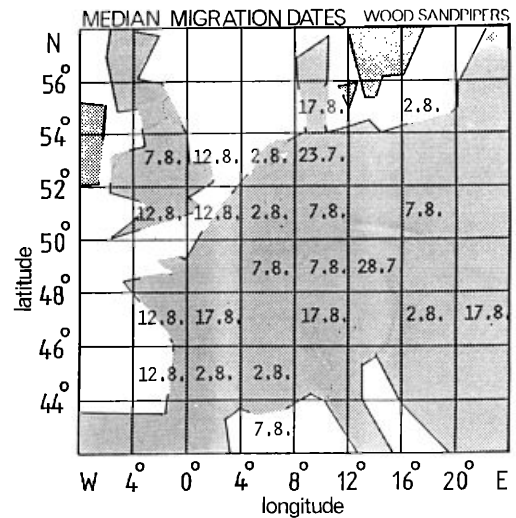 MEDIAN MIGRATION DATES WOOD SANDPIPERS
N
56°
17.8. 2.8.
54°
7.8. 12.8. 2.8. 23.7.
52°
12.8. 12.8. 2.8. 7.8. 7.8.
50°
7.8. 7.8. 28.7
48°
12.8. 17.8. 17.8. 2.8. 17.8.
46°
12.8. 2.8. 2.8.
44°
7.8.
latitude
W 4° 0° 4° 8° 12° 16° 20° E
longitude